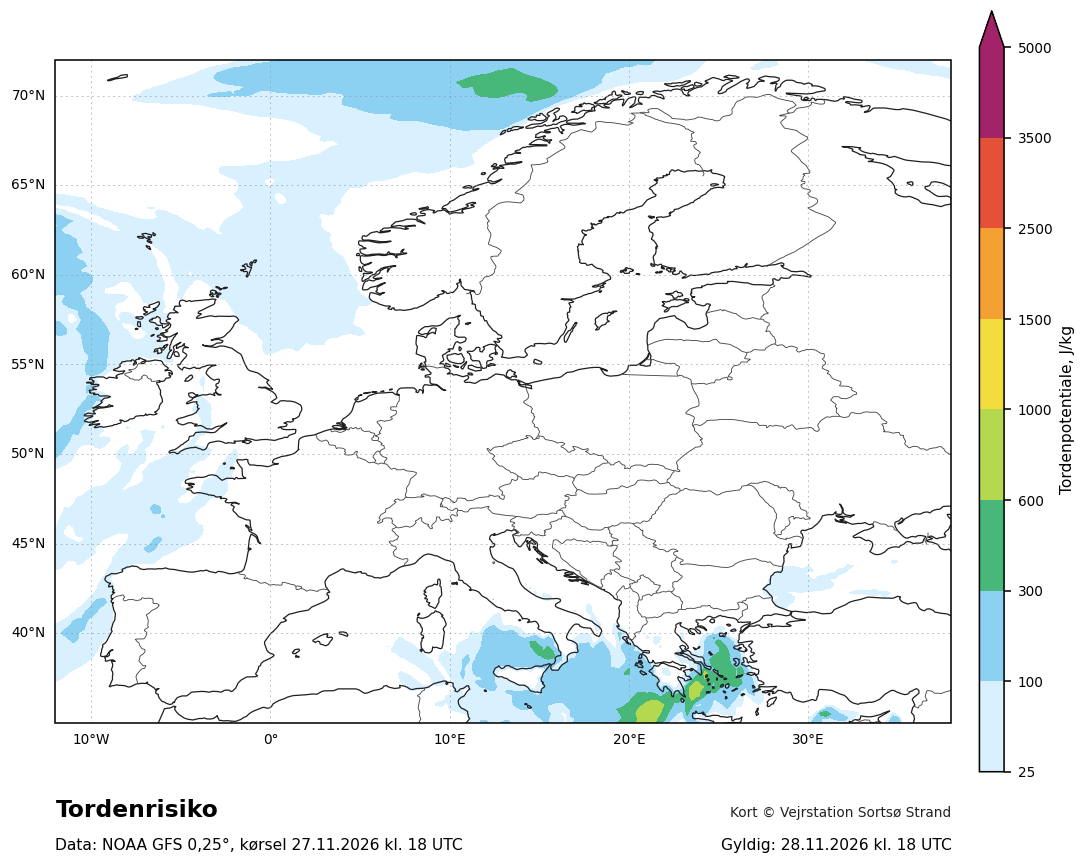 70°N
65°N
60°N
55°N
50°N
45°N
40°N
10°W
0°
10°E
20°E
30°E
5000
3500
2500
1500
1000
600
300
100
25
Tordenpotentiale, J/kg
Tordenrisiko
Kort © Vejrstation Sortsø Strand
Data: NOAA GFS 0,25°, kørsel 27.11.2026 kl. 18 UTC
Gyldig: 28.11.2026 kl. 18 UTC